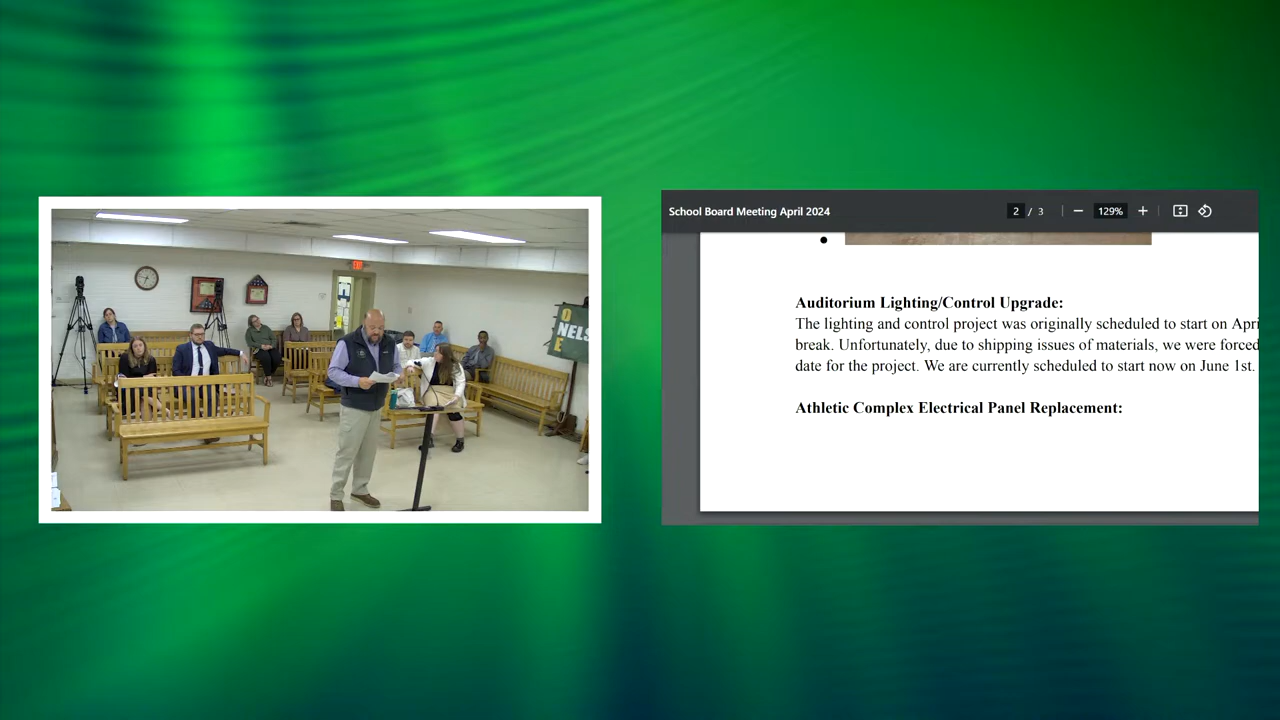 EXIT
O
NELS
E
School Board Meeting April 2024
2 / 3
129%
Auditorium Lighting/Control Upgrade:
The lighting and control project was originally scheduled to start on Apri
break. Unfortunately, due to shipping issues of materials, we were forced
date for the project. We are currently scheduled to start now on June 1st.
Athletic Complex Electrical Panel Replacement: